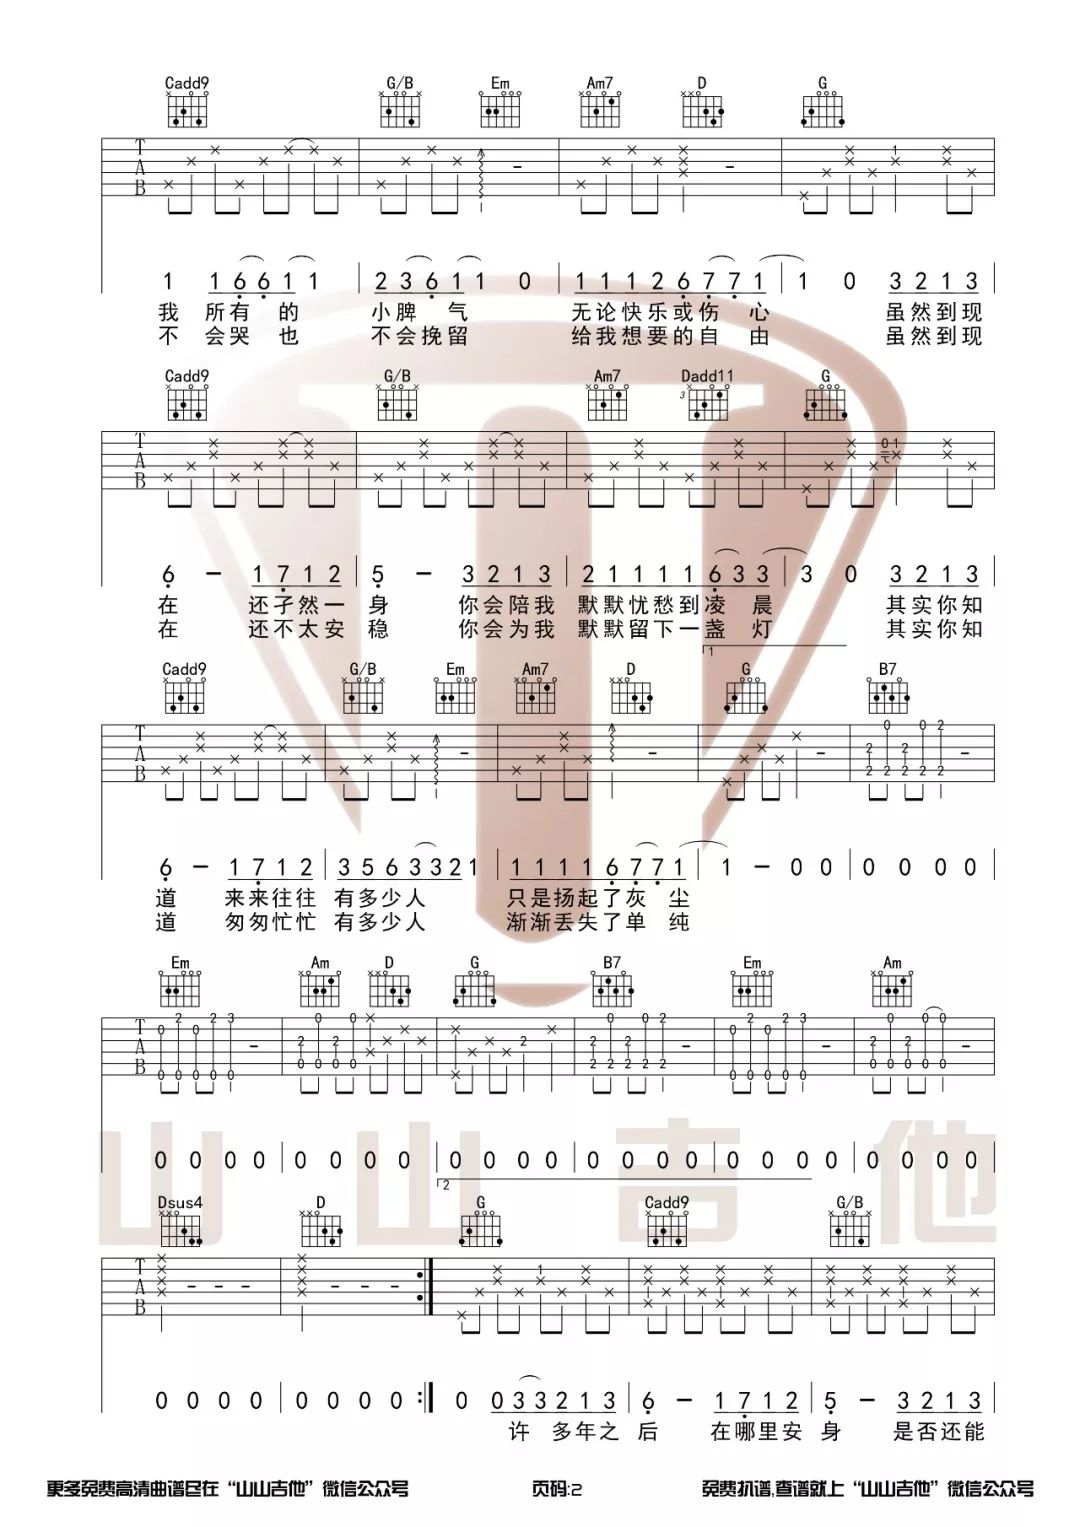 Cadd9 G/B Em Am7 D G
1 1 6 6 1 1 2 3 6 1 1 0 1 1 1 2 6 7 7 1 1 0 3 2 1 3
我 所有 的 小脾 气 无论快乐或伤 心 虽然到现
不 会哭 也 不会挽留 给我想要的自 由 虽然到现
Cadd9 G/B Am7 Dadd11 G
3
0 1
6 - 1 7 1 2 5 - 3 2 1 3 2 1 1 1 1 6 3 3 3 0 3 2 1 3
在 还孑然一 身 你会陪我 默默忧愁到凌 晨 其实你知
在 还不太安 稳 你会为我 默默留下一盏 灯 其实你知
1
Cadd9 G/B Em Am7 D G B7
6 - 1 7 1 2 3 5 6 3 3 2 1 1 1 1 1 6 7 7 1 1 - 0 0 0 0 0 0
道 来来往往 有多少人 只是扬起了灰 尘
道 匆匆忙忙 有多少人 渐渐丢失了单 纯
Em Am D G B7 Em Am
0 0 0 0 0 0 0 0 0 0 0 0 0 0 0 0 0 0 0 0 0 0 0 0
山山吉他
2
Dsus4 D G Cadd9 G/B
0 0 0 0 0 0 0 0 0 0 3 3 2 1 3 6 - 1 7 1 2 5 - 3 2 1 3
许 多年之 后 在哪里安 身 是否还能
更多免费高清曲谱尽在“山山吉他”微信公众号 页码:2 免费扒谱,查谱就上“山山吉他”微信公众号